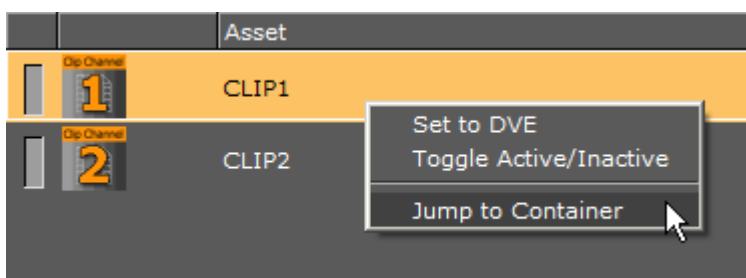 Asset
Clip Channel
1
CLIP1
Set to DVE
Toggle Active/Inactive
Clip Channel
2
CLIP2
Jump to Container